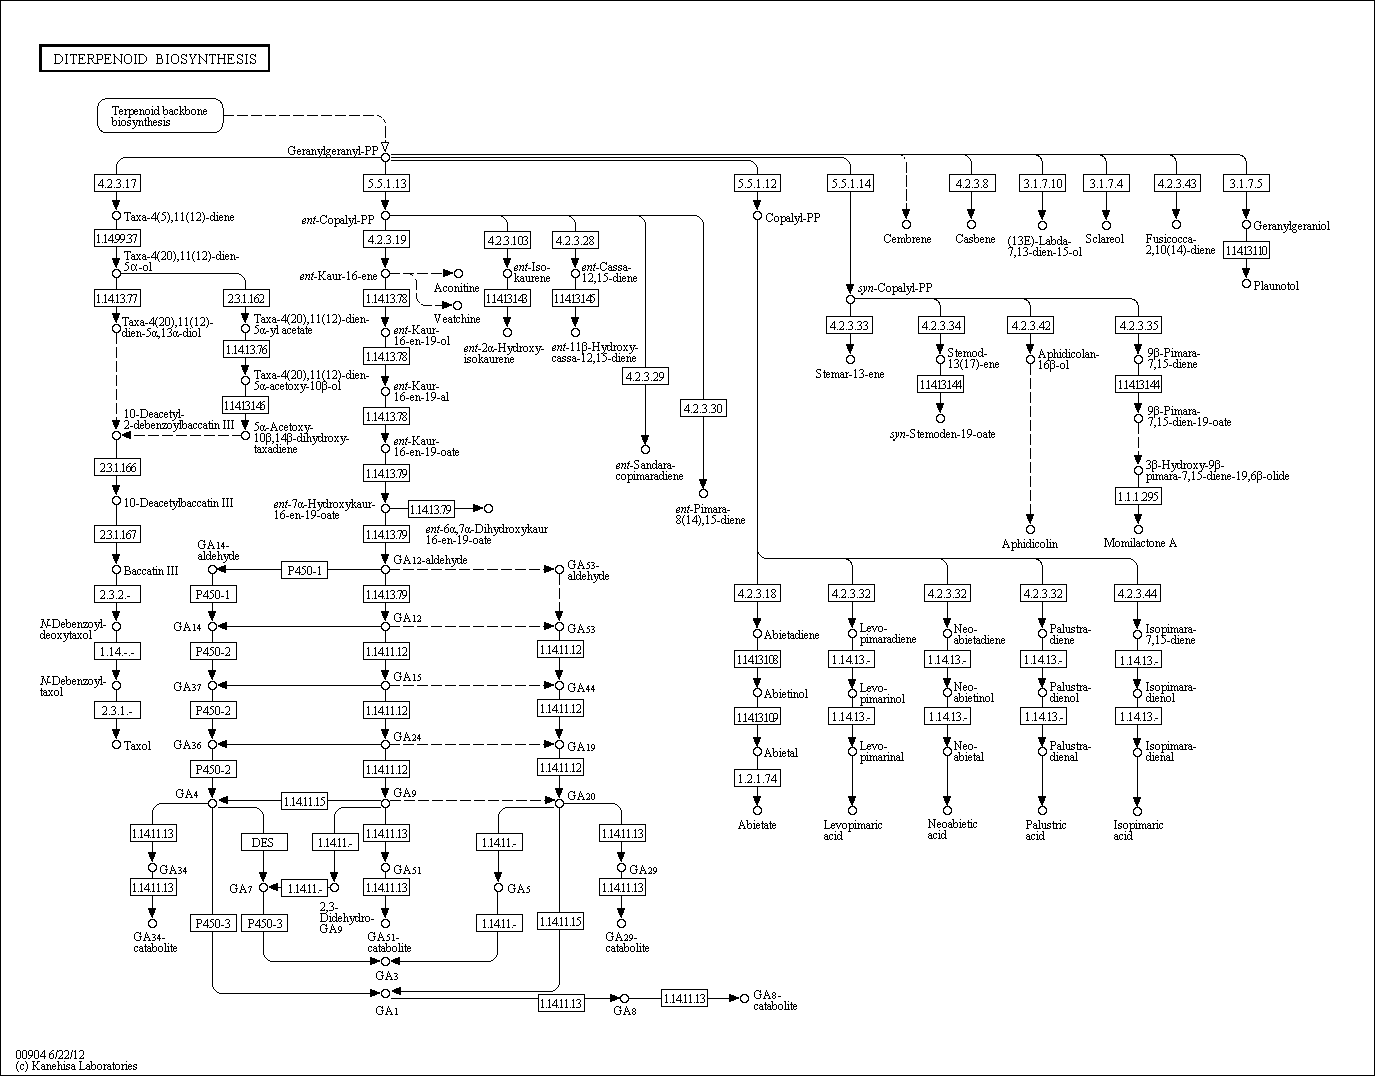 DITERPENOID BIOSYNTHESIS
Terpenoid backbone
biosynthesis
Geranylgeranyl-PP
4.2.3.17
5.5.1.13
5.5.1.12
5.5.1.14
4.2.3.8
3.1.7.10
3.1.7.4
4.2.3.43
3.1.7.5
Taxa-4(5),11(12)-diene
ent-Copalyl-PP
Copalyl-PP
Cembrene
Casbene
(13E)-Labda-
7,13-dien-15-ol
Sclareol
Fusicocca-
2,10(14)-diene
Geranylgeraniol
1.14.99.37
4.2.3.19
4.2.3.103
4.2.3.28
1.14.13.110
Taxa-4(20),11(12)-dien-
5α-ol
ent-Kaur-16-ene
Aconitine
ent-Iso-
kaurene
ent-Cassa-
12,15-diene
syn-Copalyl-PP
Plaunotol
1.14.13.77
2.3.1.162
1.14.13.78
Veatchine
1.14.13.143
1.14.13.145
Taxa-4(20),11(12)-
dien-5α,13α-diol
Taxa-4(20),11(12)-dien-
5α-yl acetate
ent-Kaur-
16-en-19-ol
ent-2α-Hydroxy-
isokaurene
ent-11β-Hydroxy-
cassa-12,15-diene
4.2.3.33
4.2.3.34
4.2.3.42
4.2.3.35
1.14.13.76
1.14.13.78
Stemar-13-ene
Stemod-
13(17)-ene
Aphidicolan-
16β-ol
9β-Pimara-
7,15-diene
Taxa-4(20),11(12)-dien-
5α-acetoxy-10β-ol
ent-Kaur-
16-en-19-al
4.2.3.29
4.2.3.30
1.14.13.144
1.14.13.144
1.14.13.146
1.14.13.78
10-Deacetyl-
2-debenzoylbaccatin III
5α-Acetoxy-
10β,14β-dihydroxy-
taxadiene
ent-Kaur-
16-en-19-oate
syn-Stemoden-19-oate
9β-Pimara-
7,15-dien-19-oate
2.3.1.166
1.14.13.79
ent-Sandara-
copimaradiene
3β-Hydroxy-9β-
pimara-7,15-diene-19,6β-olide
10-Deacetylbaccatin III
ent-7α-Hydroxykaur-
16-en-19-oate
1.14.13.79
ent-6α,7α-Dihydroxykaur
16-en-19-oate
ent-Pimara-
8(14),15-diene
1.1.1.295
2.3.1.167
1.14.13.79
Aphidicolin
Momilactone A
Baccatin III
GA14-
aldehyde
P450-1
GA12-aldehyde
GA53-
aldehyde
2.3.2.-
P450-1
1.14.13.79
4.2.3.18
4.2.3.32
4.2.3.32
4.2.3.32
4.2.3.44
N-Debenzoyl-
deoxytaxol
GA14
GA12
GA53
Abietadiene
Levo-
pimaradiene
Neo-
abietadiene
Palustra-
diene
Isopimara-
7,15-diene
1.14.-.-
P450-2
1.14.11.12
1.14.11.12
1.14.13.108
1.14.13.-
1.14.13.-
1.14.13.-
1.14.13.-
N-Debenzoyl-
taxol
GA37
GA15
GA44
Abietinol
Levo-
pimarinol
Neo-
abietinol
Palustra-
dienol
Isopimara-
dienol
2.3.1.-
P450-2
1.14.11.12
1.14.11.12
1.14.13.109
1.14.13.-
1.14.13.-
1.14.13.-
1.14.13.-
Taxol
GA36
GA24
GA19
Abietal
Levo-
pimarinal
Neo-
abietal
Palustra-
dienal
Isopimara-
dienal
P450-2
1.14.11.12
1.14.11.12
1.2.1.74
GA4
1.14.11.15
GA9
GA20
Abietate
Levopimaric
acid
Neoabietic
acid
Palustric
acid
Isopimaric
acid
1.14.11.13
DES
1.14.11.-
1.14.11.13
1.14.11.-
1.14.11.13
GA34
GA51
GA29
1.14.11.13
GA7
1.14.11.-
1.14.11.13
GA5
1.14.11.13
2,3-
Didehydro-
GA9
P450-3
P450-3
1.14.11.-
1.14.11.15
GA34-
catabolite
GA51-
catabolite
GA29-
catabolite
GA3
GA1
1.14.11.13
GA8
1.14.11.13
GA8-
catabolite
00904 6/22/12
(c) Kanehisa Laboratories